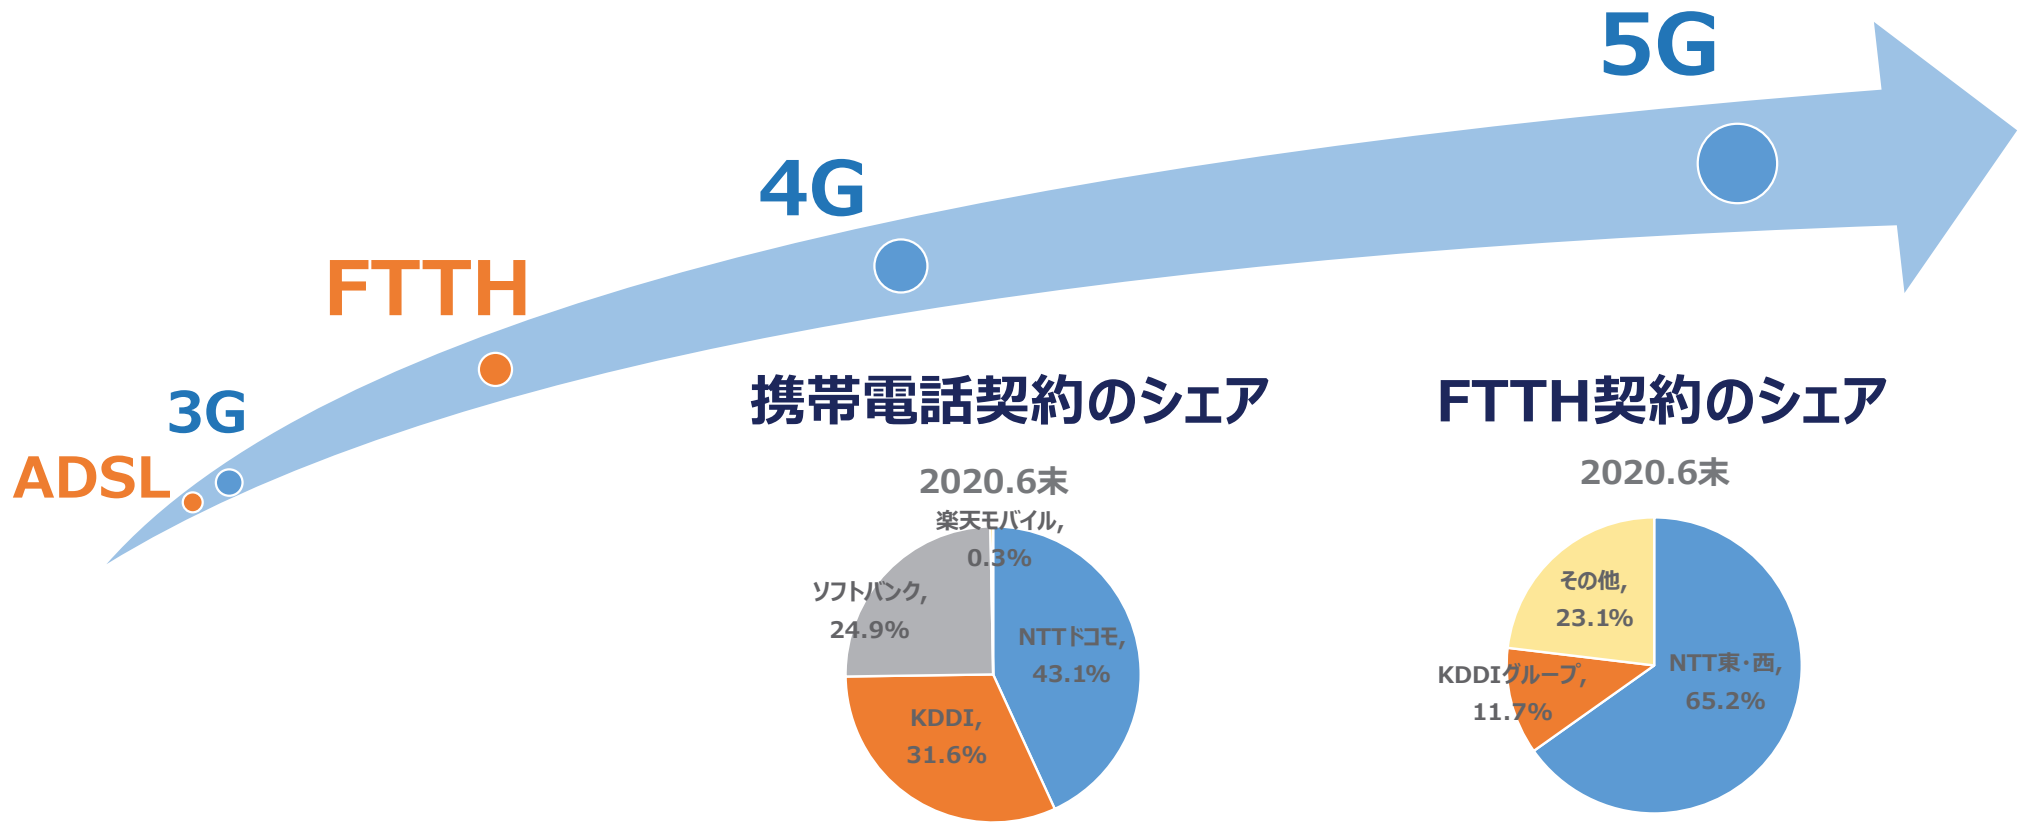 5G
4G
FTTH
3G
ADSL
携帯電話契約のシェア
2020.6末
楽天モバイル,
0.3%
ソフトバンク,
24.9%
NTTドコモ,
43.1%
KDDI,
31.6%
FTTH契約のシェア
2020.6末
その他,
23.1%
KDDIグループ,
11.7%
NTT東・西,
65.2%